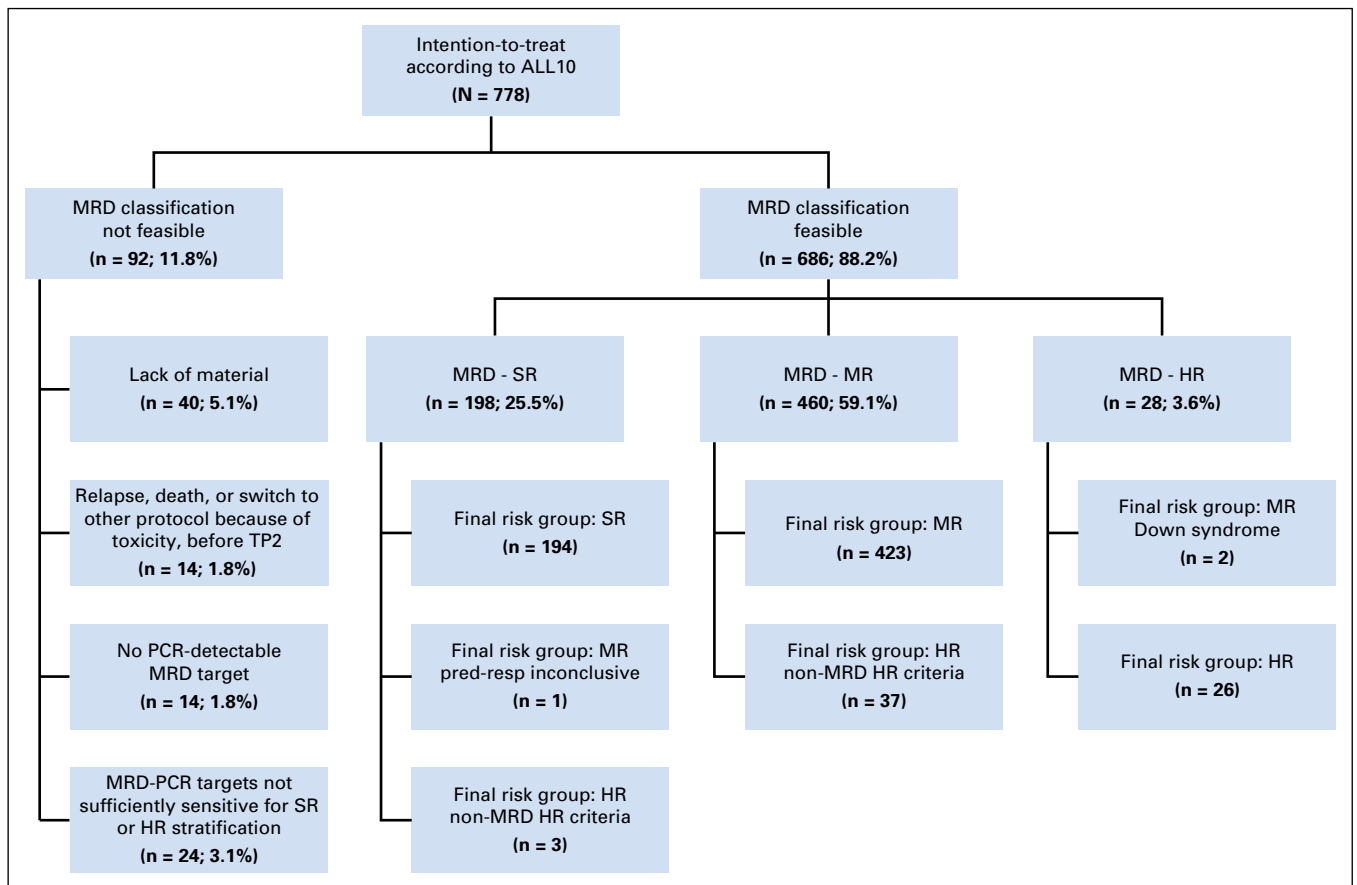 Intention-to-treat
according to ALL10
(N = 778)
MRD classification
not feasible
(n = 92; 11.8%)
MRD classification
feasible
(n = 686; 88.2%)
Lack of material
(n = 40; 5.1%)
Relapse, death, or switch to
other protocol because of
toxicity, before TP2
(n = 14; 1.8%)
No PCR-detectable
MRD target
(n = 14; 1.8%)
MRD-PCR targets not
sufficiently sensitive for SR
or HR stratification
(n = 24; 3.1%)
MRD - SR
(n = 198; 25.5%)
Final risk group: SR
(n = 194)
Final risk group: MR
pred-resp inconclusive
(n = 1)
Final risk group: HR
non-MRD HR criteria
(n = 3)
MRD - MR
(n = 460; 59.1%)
Final risk group: MR
(n = 423)
Final risk group: HR
non-MRD HR criteria
(n = 37)
MRD - HR
(n = 28; 3.6%)
Final risk group: MR
Down syndrome
(n = 2)
Final risk group: HR
(n = 26)